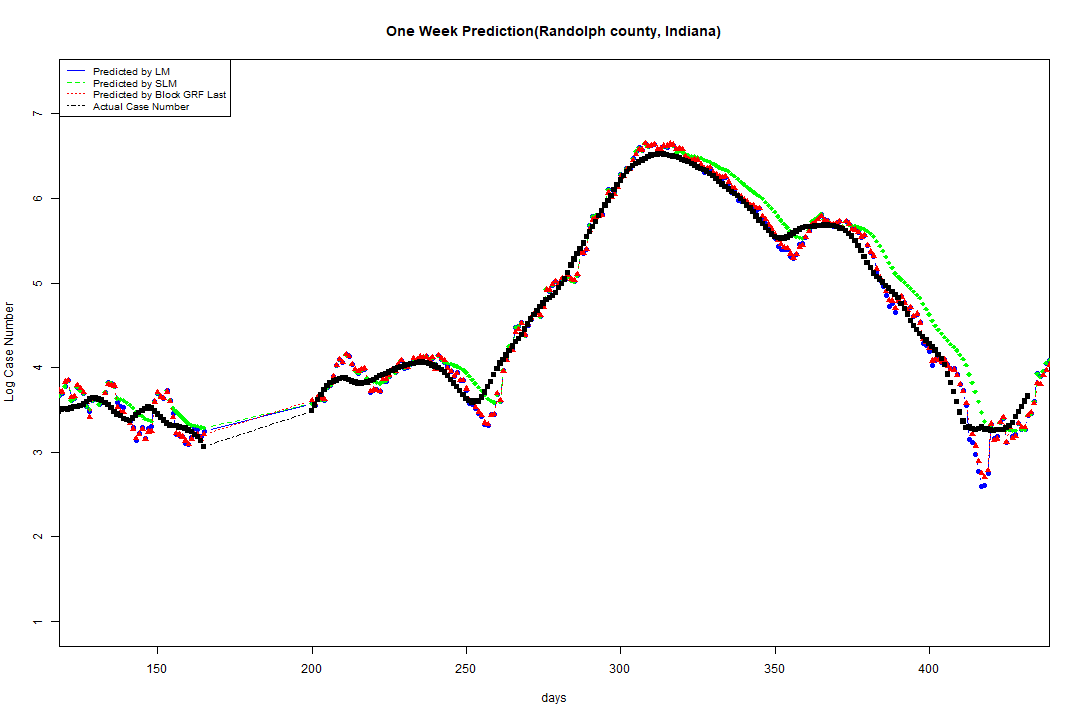 One Week Prediction(Randolph county, Indiana)
Predicted by LM
Predicted by SLM
Predicted by Block GRF Last
Actual Case Number
Log Case Number
7
6
5
4
3
2
1
150 200 250 300 350 400
days